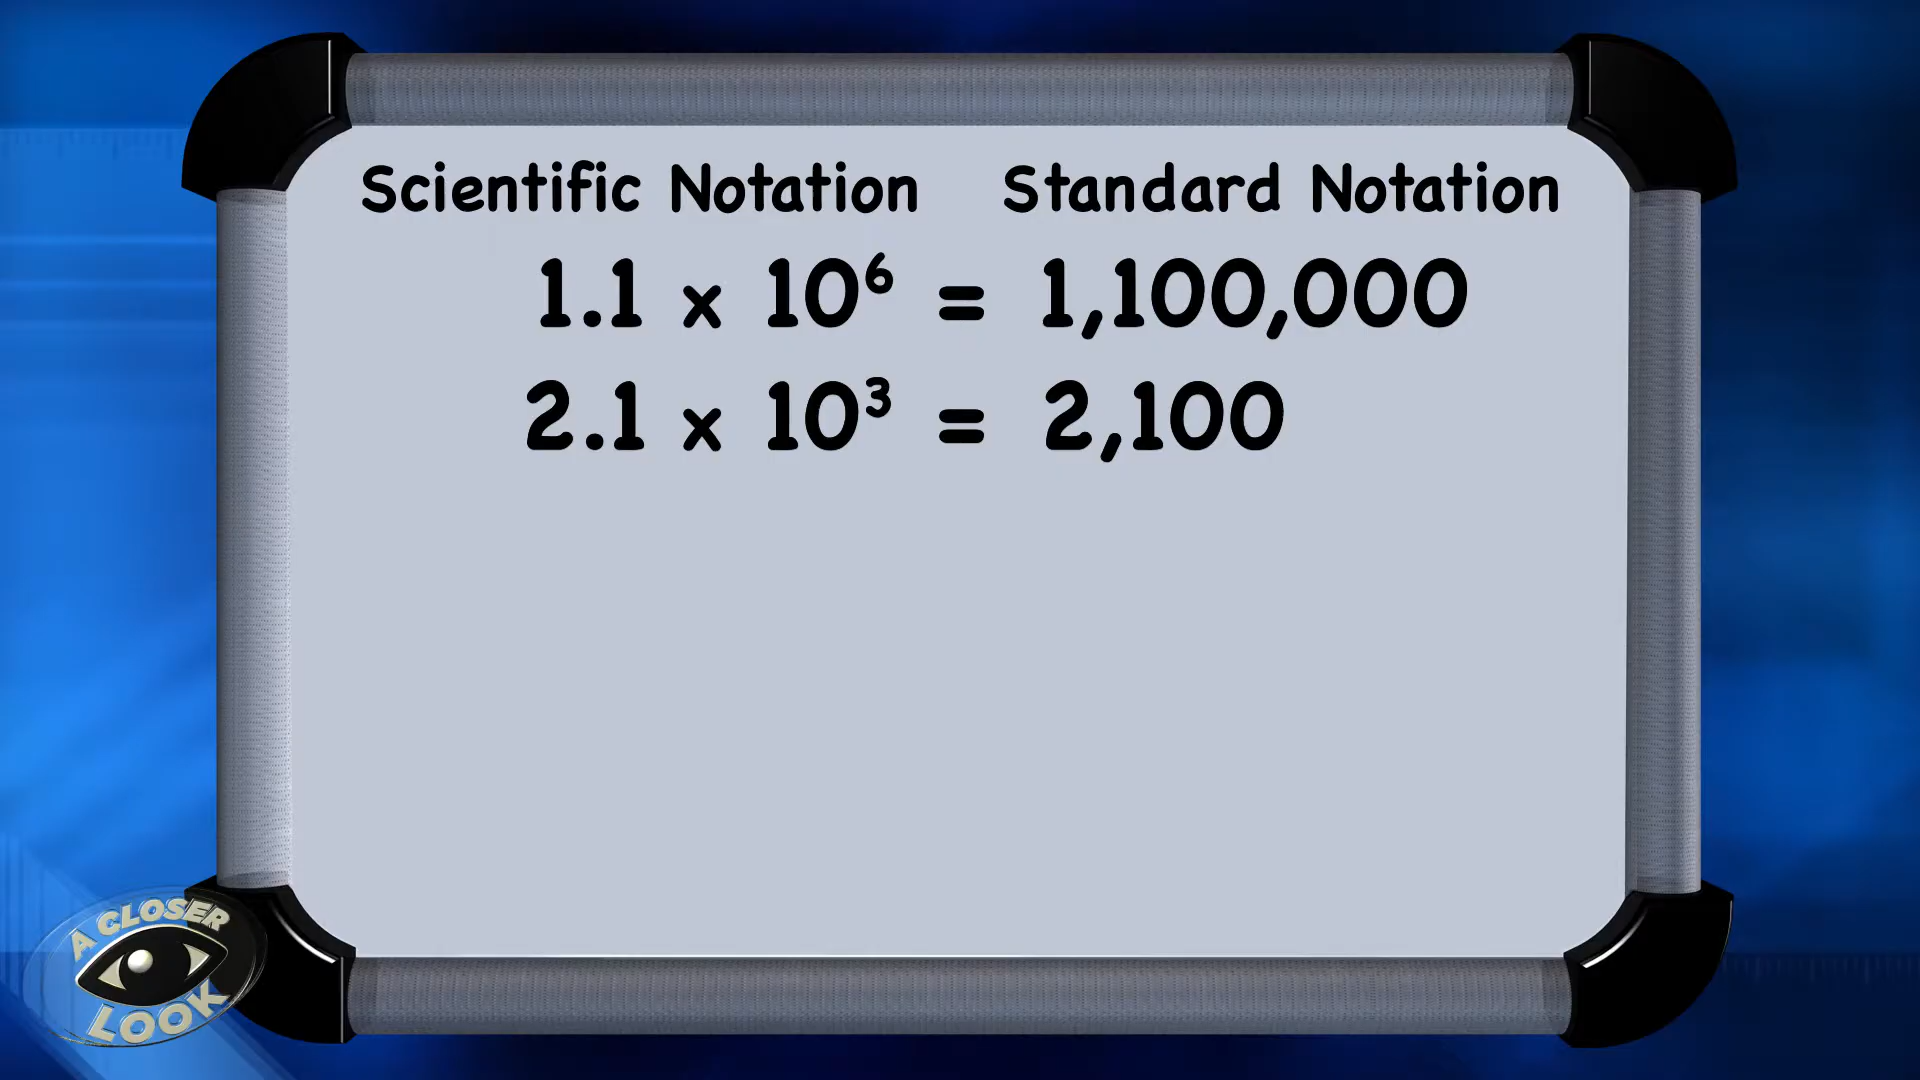 Scientific Notation Standard Notation
1.1 x 10⁶ = 1,100,000
2.1 x 10³ = 2,100
A CLOSER
LOOK